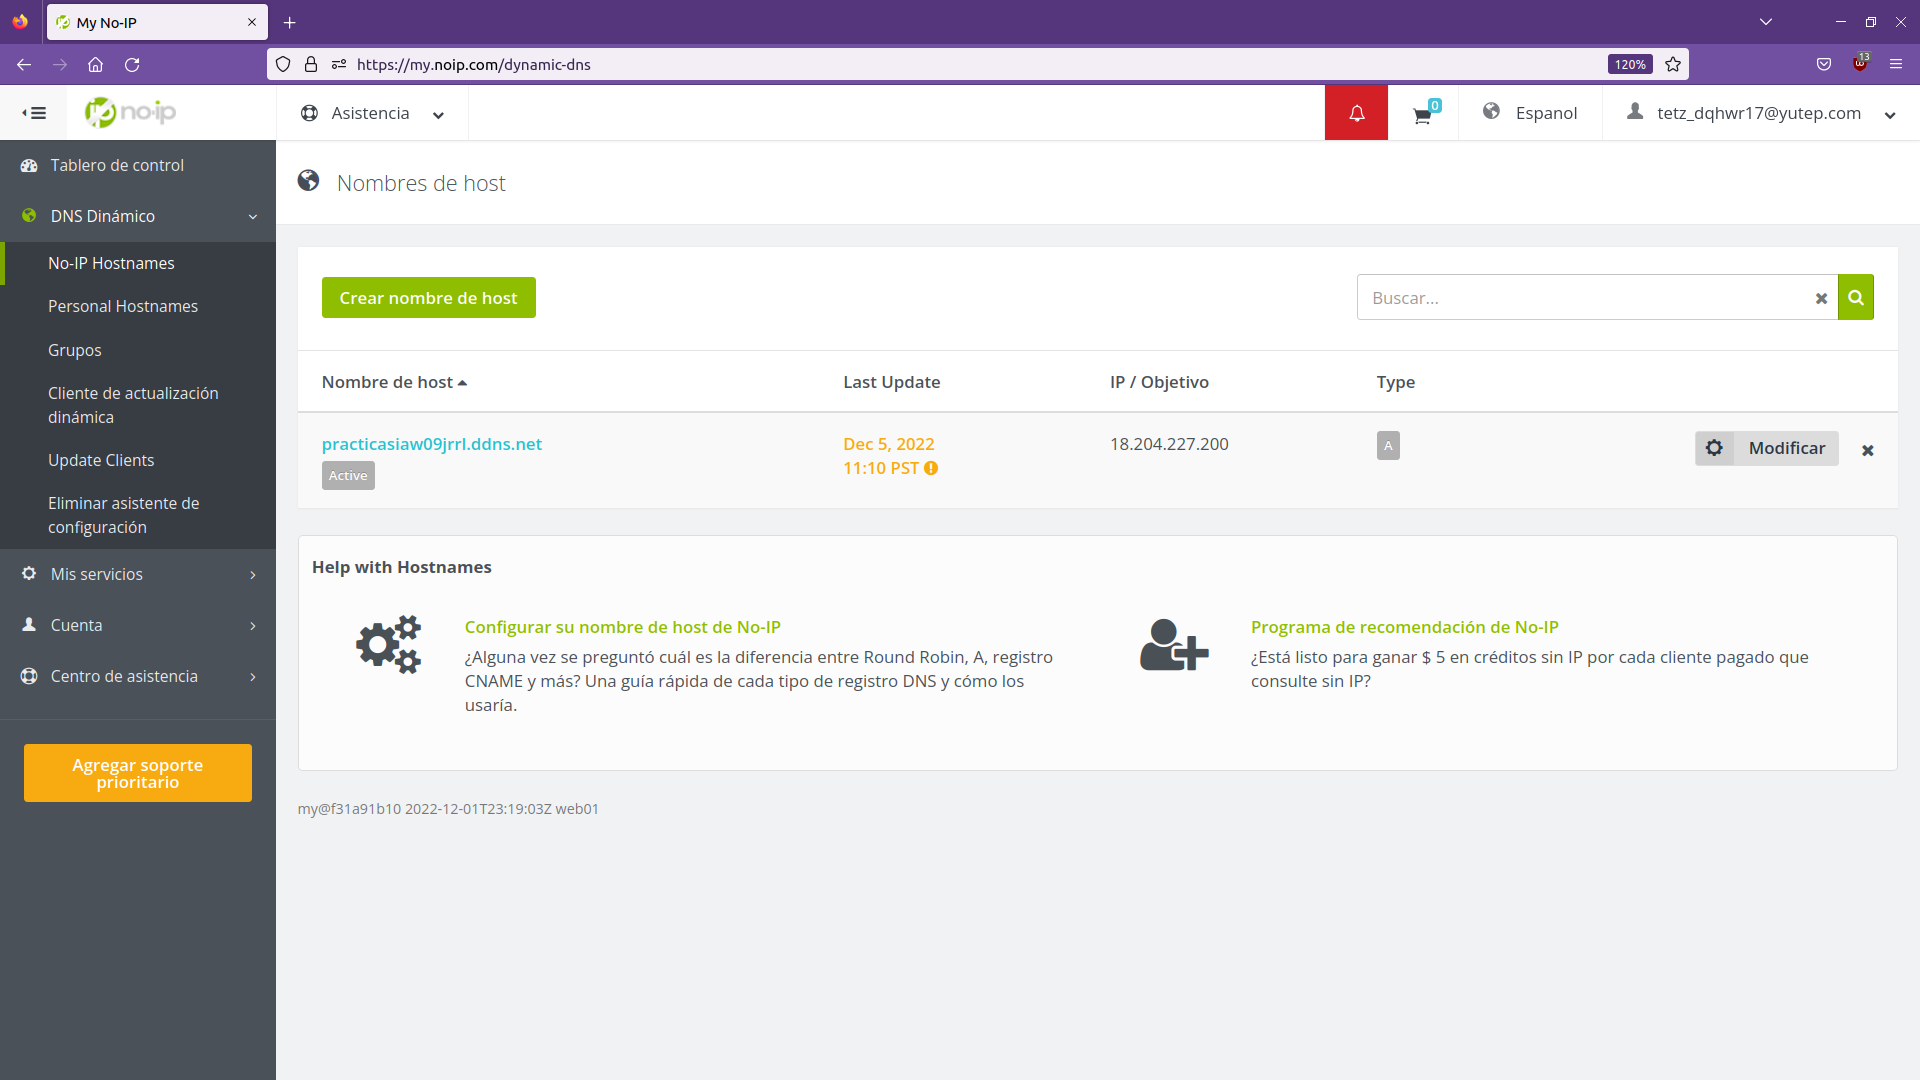 My No-IP
https://my.noip.com/dynamic-dns
120%
13
no-ip
Asistencia
0
Espanol
tetz_dqhwr17@yutep.com
Tablero de control
DNS Dinámico
No-IP Hostnames
Personal Hostnames
Grupos
Cliente de actualización
dinámica
Update Clients
Eliminar asistente de
configuración
Mis servicios
Cuenta
Centro de asistencia
Agregar soporte
prioritario
Nombres de host
Crear nombre de host
Buscar...
Nombre de host
Last Update
IP / Objetivo
Type
practicasiaw09jrrl.ddns.net
Active
Dec 5, 2022
11:10 PST
18.204.227.200
A
Modificar
Help with Hostnames
Configurar su nombre de host de No-IP
¿Alguna vez se preguntó cuál es la diferencia entre Round Robin, A, registro
CNAME y más? Una guía rápida de cada tipo de registro DNS y cómo los
usaría.
Programa de recomendación de No-IP
¿Está listo para ganar $ 5 en créditos sin IP por cada cliente pagado que
consulte sin IP?
my@f31a91b10 2022-12-01T23:19:03Z web01